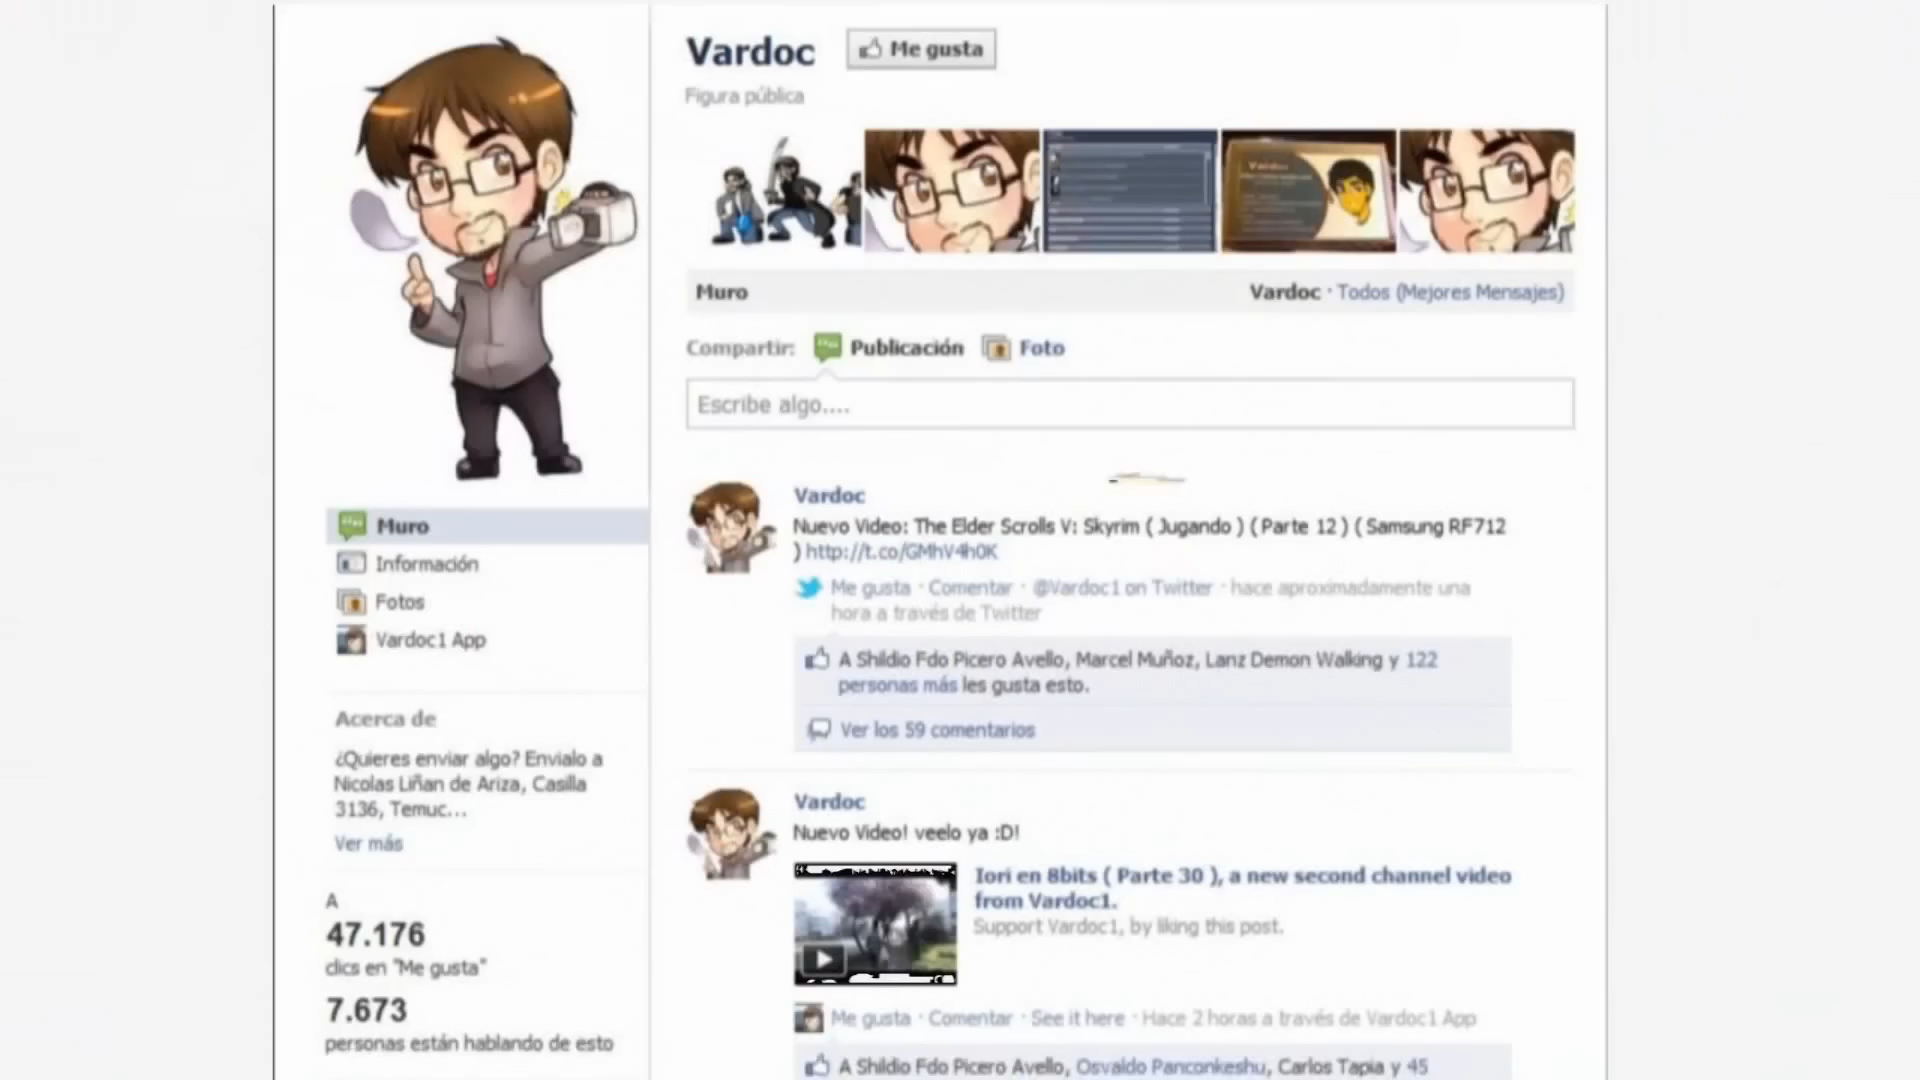 Vardoc
Me gusta
Figura pública
Muro
Vardoc · Todos (Mejores Mensajes)
Compartir:
Publicación
Foto
Escribe algo....
Muro
Información
Fotos
Vardoc1 App
Acerca de
¿Quieres enviar algo? Envialo a
Nicolas Liñan de Ariza, Casilla
3136, Temuc...
Ver más
A
47.176
clics en "Me gusta"
7.673
personas están hablando de esto
Vardoc
Nuevo Video: The Elder Scrolls V: Skyrim ( Jugando ) ( Parte 12 ) ( Samsung RF712
) http://t.co/GMhV4h0K
Me gusta · Comentar · @Vardoc1 on Twitter · hace aproximadamente una
hora a través de Twitter
A Shildio Fdo Picero Avello, Marcel Muñoz, Lanz Demon Walking y 122
personas más les gusta esto.
Ver los 59 comentarios
Vardoc
Nuevo Video! veelo ya :D!
Iori en 8bits ( Parte 30 ), a new second channel video
from Vardoc1.
Support Vardoc1, by liking this post.
Me gusta · Comentar · See it here · Hace 2 horas a través de Vardoc1 App
A Shildio Fdo Picero Avello, Osvaldo Panconkeshu, Carlos Tapia y 45